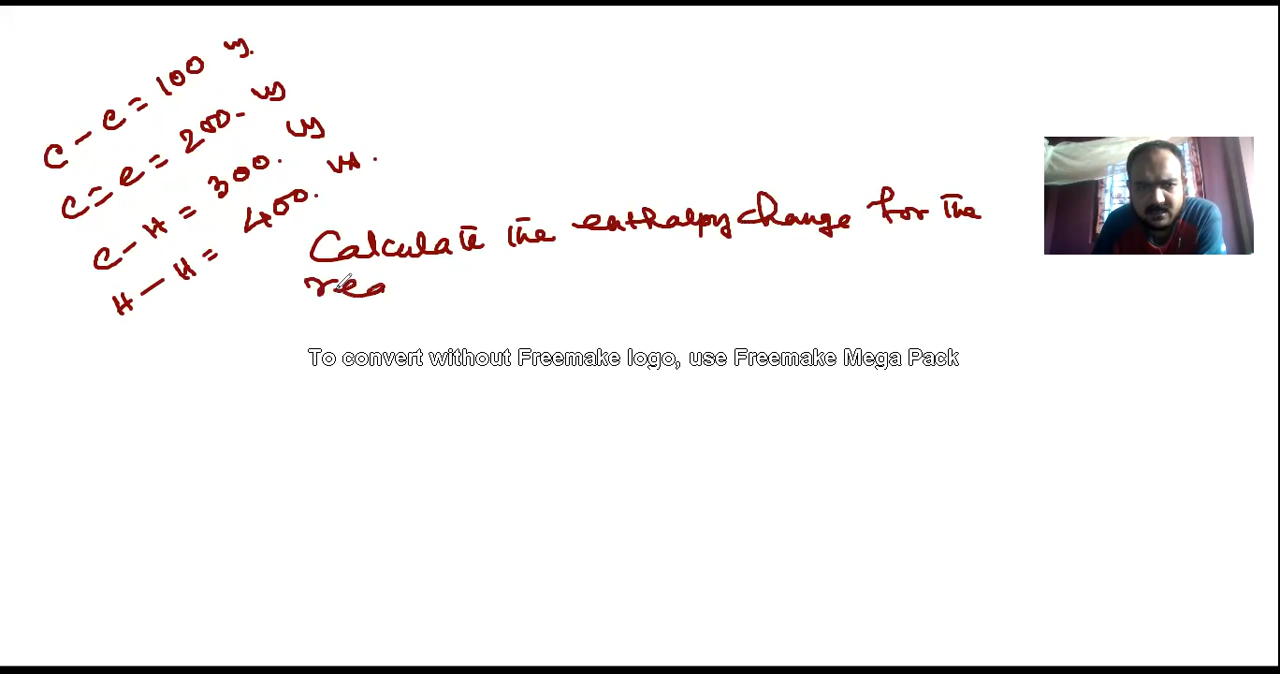 C - C = 100 kJ.
C = C = 200. kJ
C - H = 300. kJ
H - H = 400. kJ.
Calculate the enthalpy change for the
rea
To convert without Freemake logo, use Freemake Mega Pack